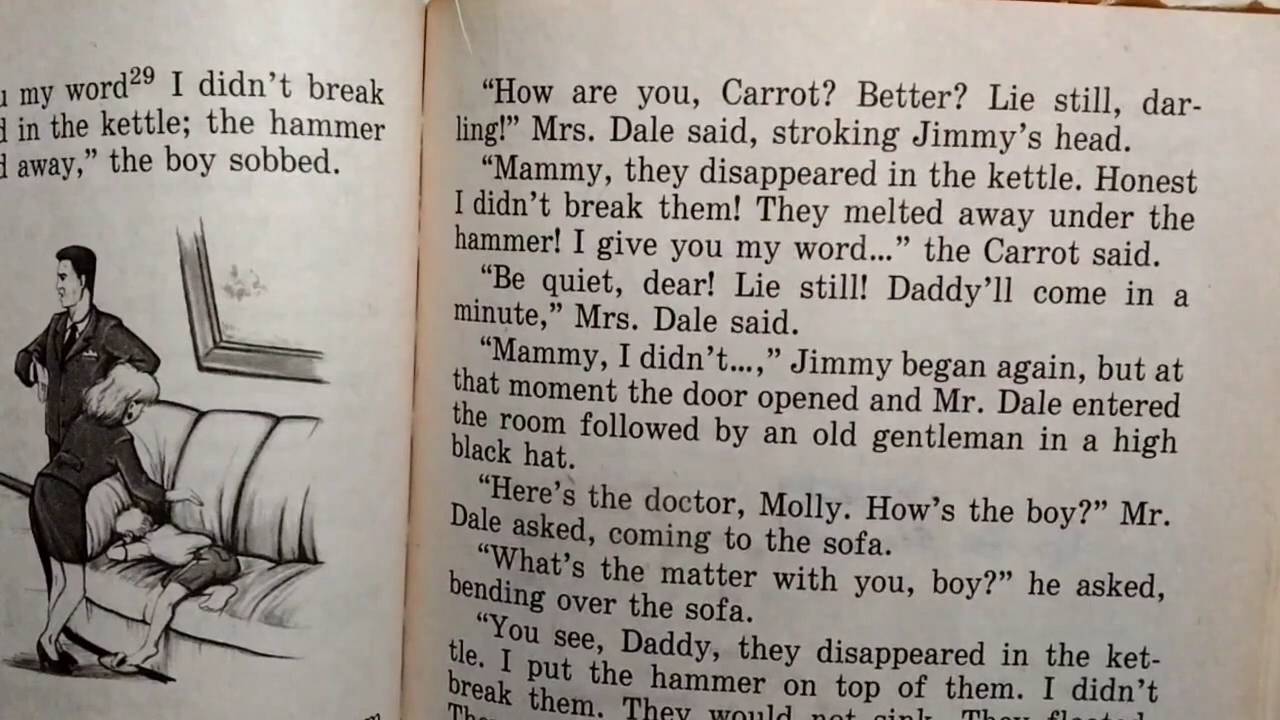 my word29 I didn't break
in the kettle; the hammer
away,” the boy sobbed.
“How are you, Carrot? Better? Lie still, dar-
ling!” Mrs. Dale said, stroking Jimmy’s head.
“Mammy, they disappeared in the kettle. Honest
I didn’t break them! They melted away under the
hammer! I give you my word...” the Carrot said.
“Be quiet, dear! Lie still! Daddy’ll come in a
minute,” Mrs. Dale said.
“Mammy, I didn’t...,” Jimmy began again, but at
that moment the door opened and Mr. Dale entered
the room followed by an old gentleman in a high
black hat.
“Here’s the doctor, Molly. How’s the boy?” Mr.
Dale asked, coming to the sofa.
“What’s the matter with you, boy?” he asked,
bending over the sofa.
“You see, Daddy, they disappeared in the ket-
tle. I put the hammer on top of them. I didn’t
break them. They would not sink. They floated